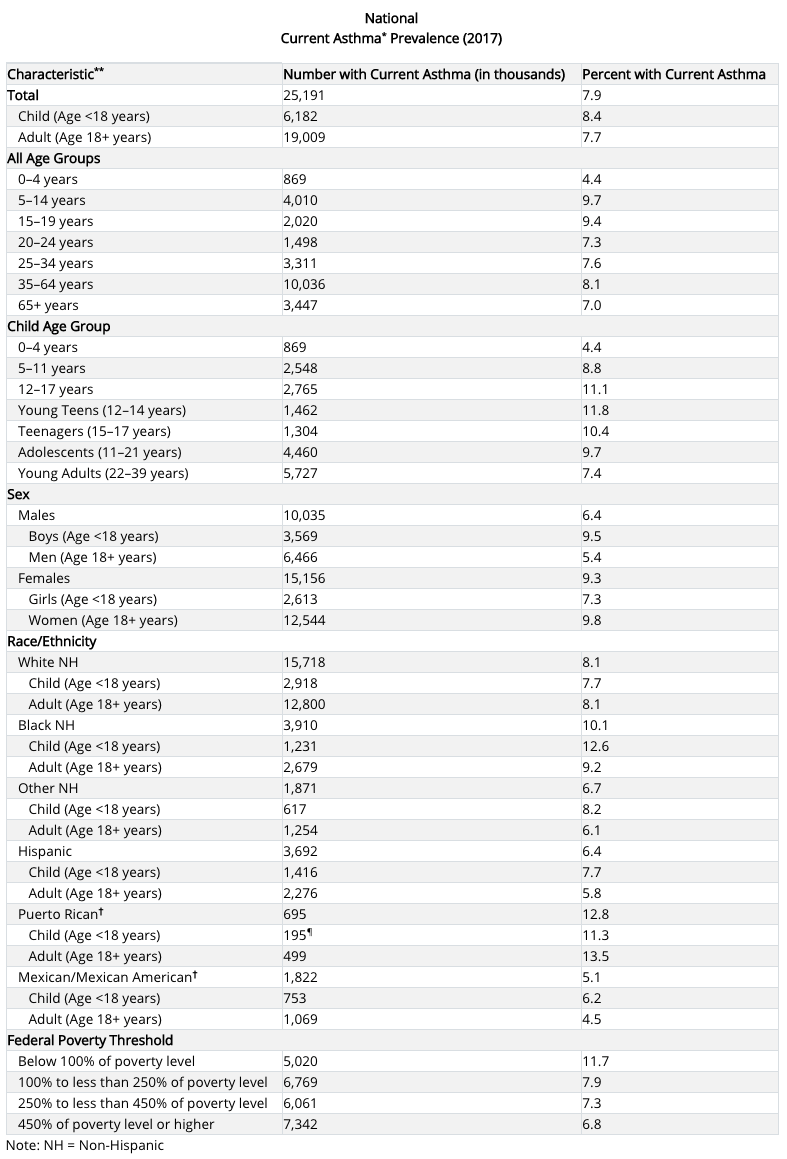 National
Current Asthma* Prevalence (2017)
Characteristic** Number with Current Asthma (in thousands) Percent with Current Asthma
Total 25,191 7.9
Child (Age <18 years) 6,182 8.4
Adult (Age 18+ years) 19,009 7.7
All Age Groups
0–4 years 869 4.4
5–14 years 4,010 9.7
15–19 years 2,020 9.4
20–24 years 1,498 7.3
25–34 years 3,311 7.6
35–64 years 10,036 8.1
65+ years 3,447 7.0
Child Age Group
0–4 years 869 4.4
5–11 years 2,548 8.8
12–17 years 2,765 11.1
Young Teens (12–14 years) 1,462 11.8
Teenagers (15–17 years) 1,304 10.4
Adolescents (11–21 years) 4,460 9.7
Young Adults (22–39 years) 5,727 7.4
Sex
Males 10,035 6.4
Boys (Age <18 years) 3,569 9.5
Men (Age 18+ years) 6,466 5.4
Females 15,156 9.3
Girls (Age <18 years) 2,613 7.3
Women (Age 18+ years) 12,544 9.8
Race/Ethnicity
White NH 15,718 8.1
Child (Age <18 years) 2,918 7.7
Adult (Age 18+ years) 12,800 8.1
Black NH 3,910 10.1
Child (Age <18 years) 1,231 12.6
Adult (Age 18+ years) 2,679 9.2
Other NH 1,871 6.7
Child (Age <18 years) 617 8.2
Adult (Age 18+ years) 1,254 6.1
Hispanic 3,692 6.4
Child (Age <18 years) 1,416 7.7
Adult (Age 18+ years) 2,276 5.8
Puerto Rican† 695 12.8
Child (Age <18 years) 195¶ 11.3
Adult (Age 18+ years) 499 13.5
Mexican/Mexican American† 1,822 5.1
Child (Age <18 years) 753 6.2
Adult (Age 18+ years) 1,069 4.5
Federal Poverty Threshold
Below 100% of poverty level 5,020 11.7
100% to less than 250% of poverty level 6,769 7.9
250% to less than 450% of poverty level 6,061 7.3
450% of poverty level or higher 7,342 6.8
Note: NH = Non-Hispanic